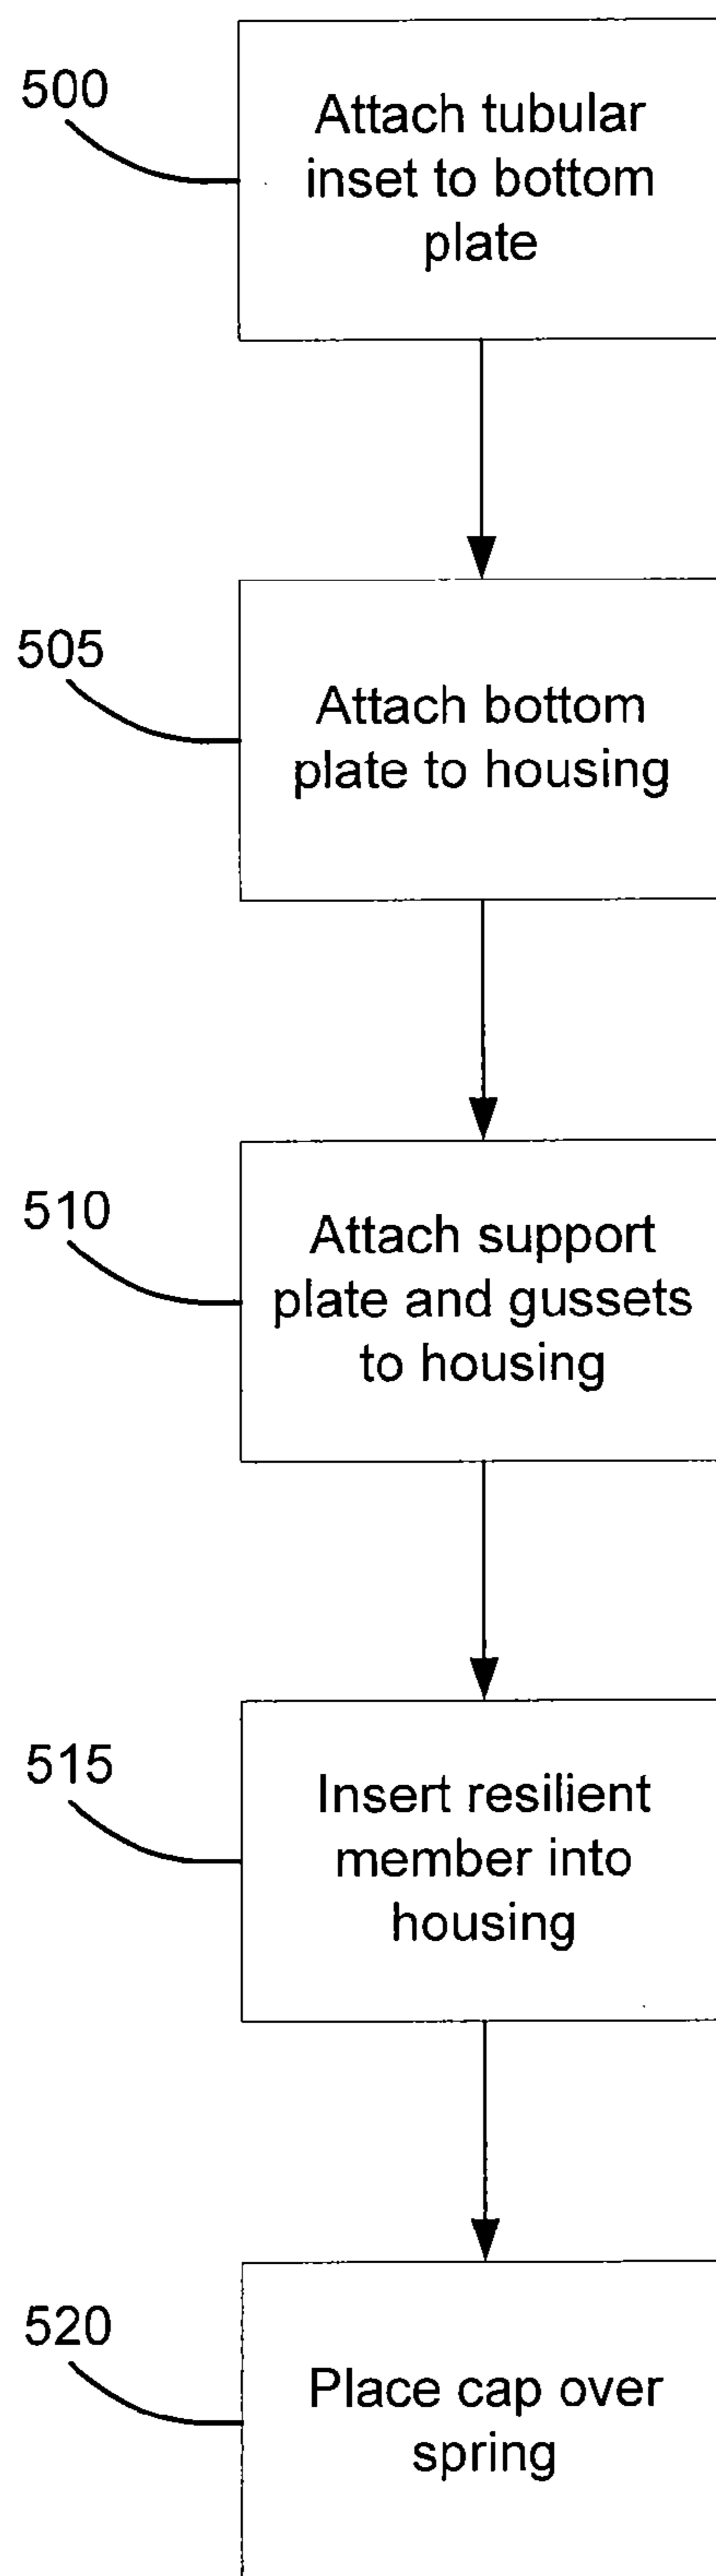 500
Attach tubular
inset to bottom
plate
505
Attach bottom
plate to housing
510
Attach support
plate and gussets
to housing
515
Insert resilient
member into
housing
520
Place cap over
spring